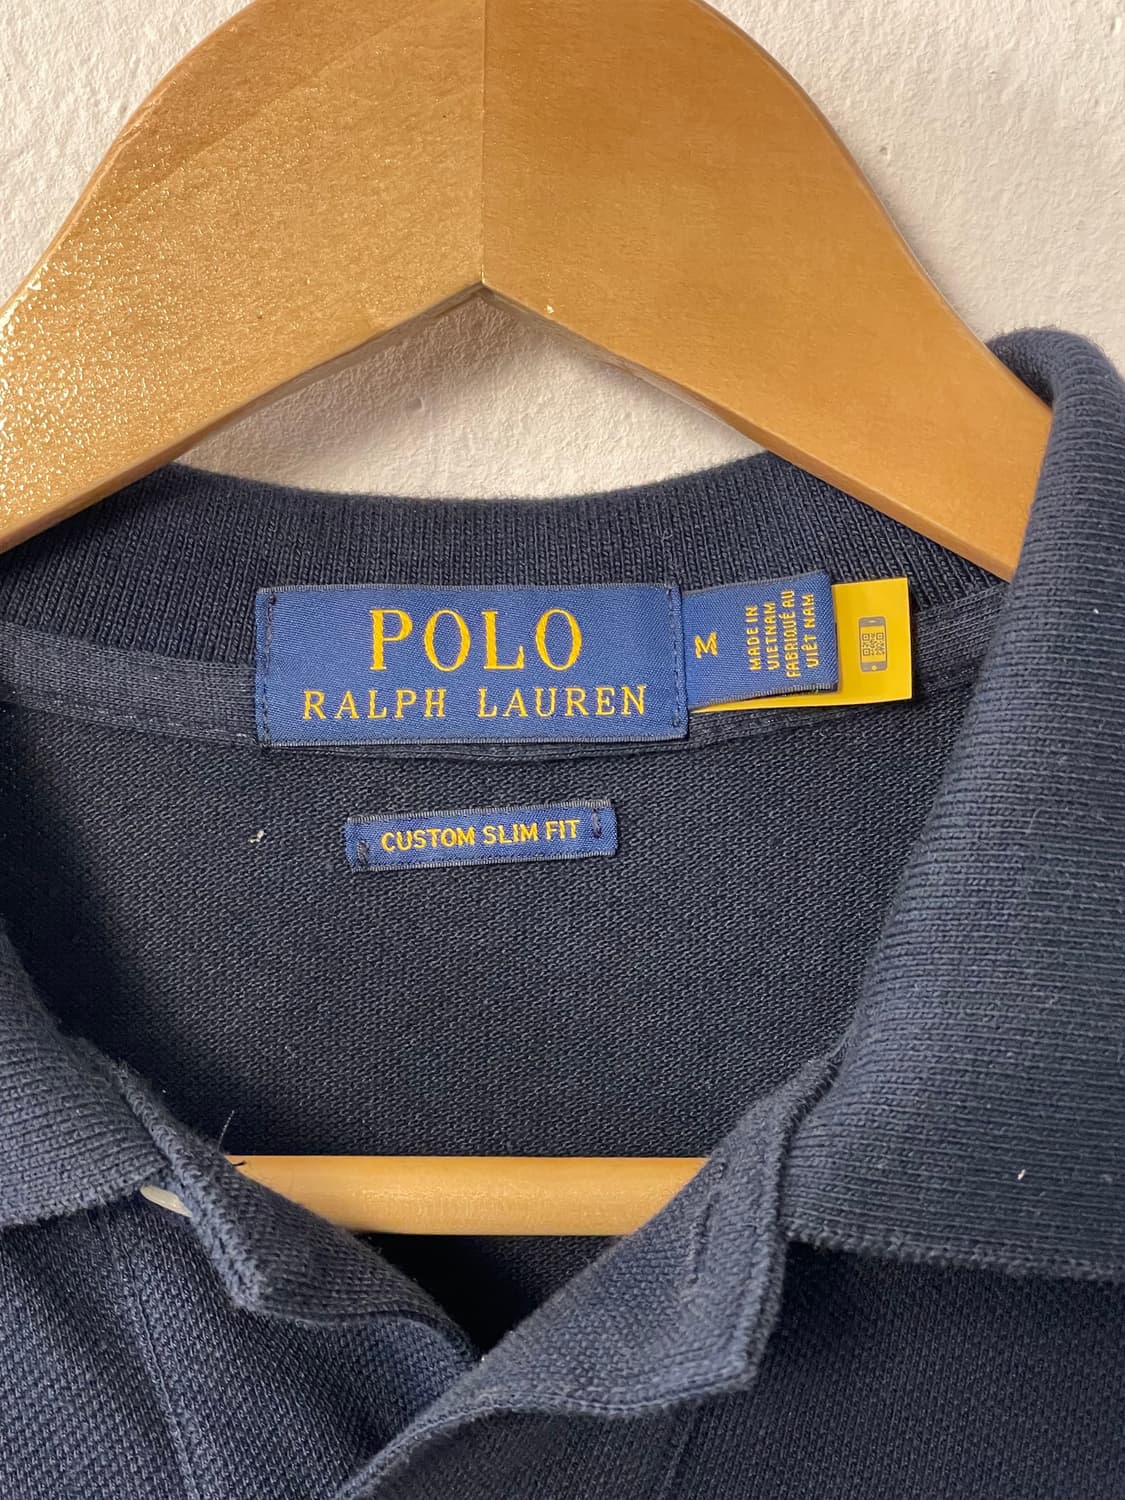 POLO
RALPH LAUREN
M
MADE IN
VIETNAM
FABRIQUÉ AU
VIÊT NAM
CUSTOM SLIM FIT